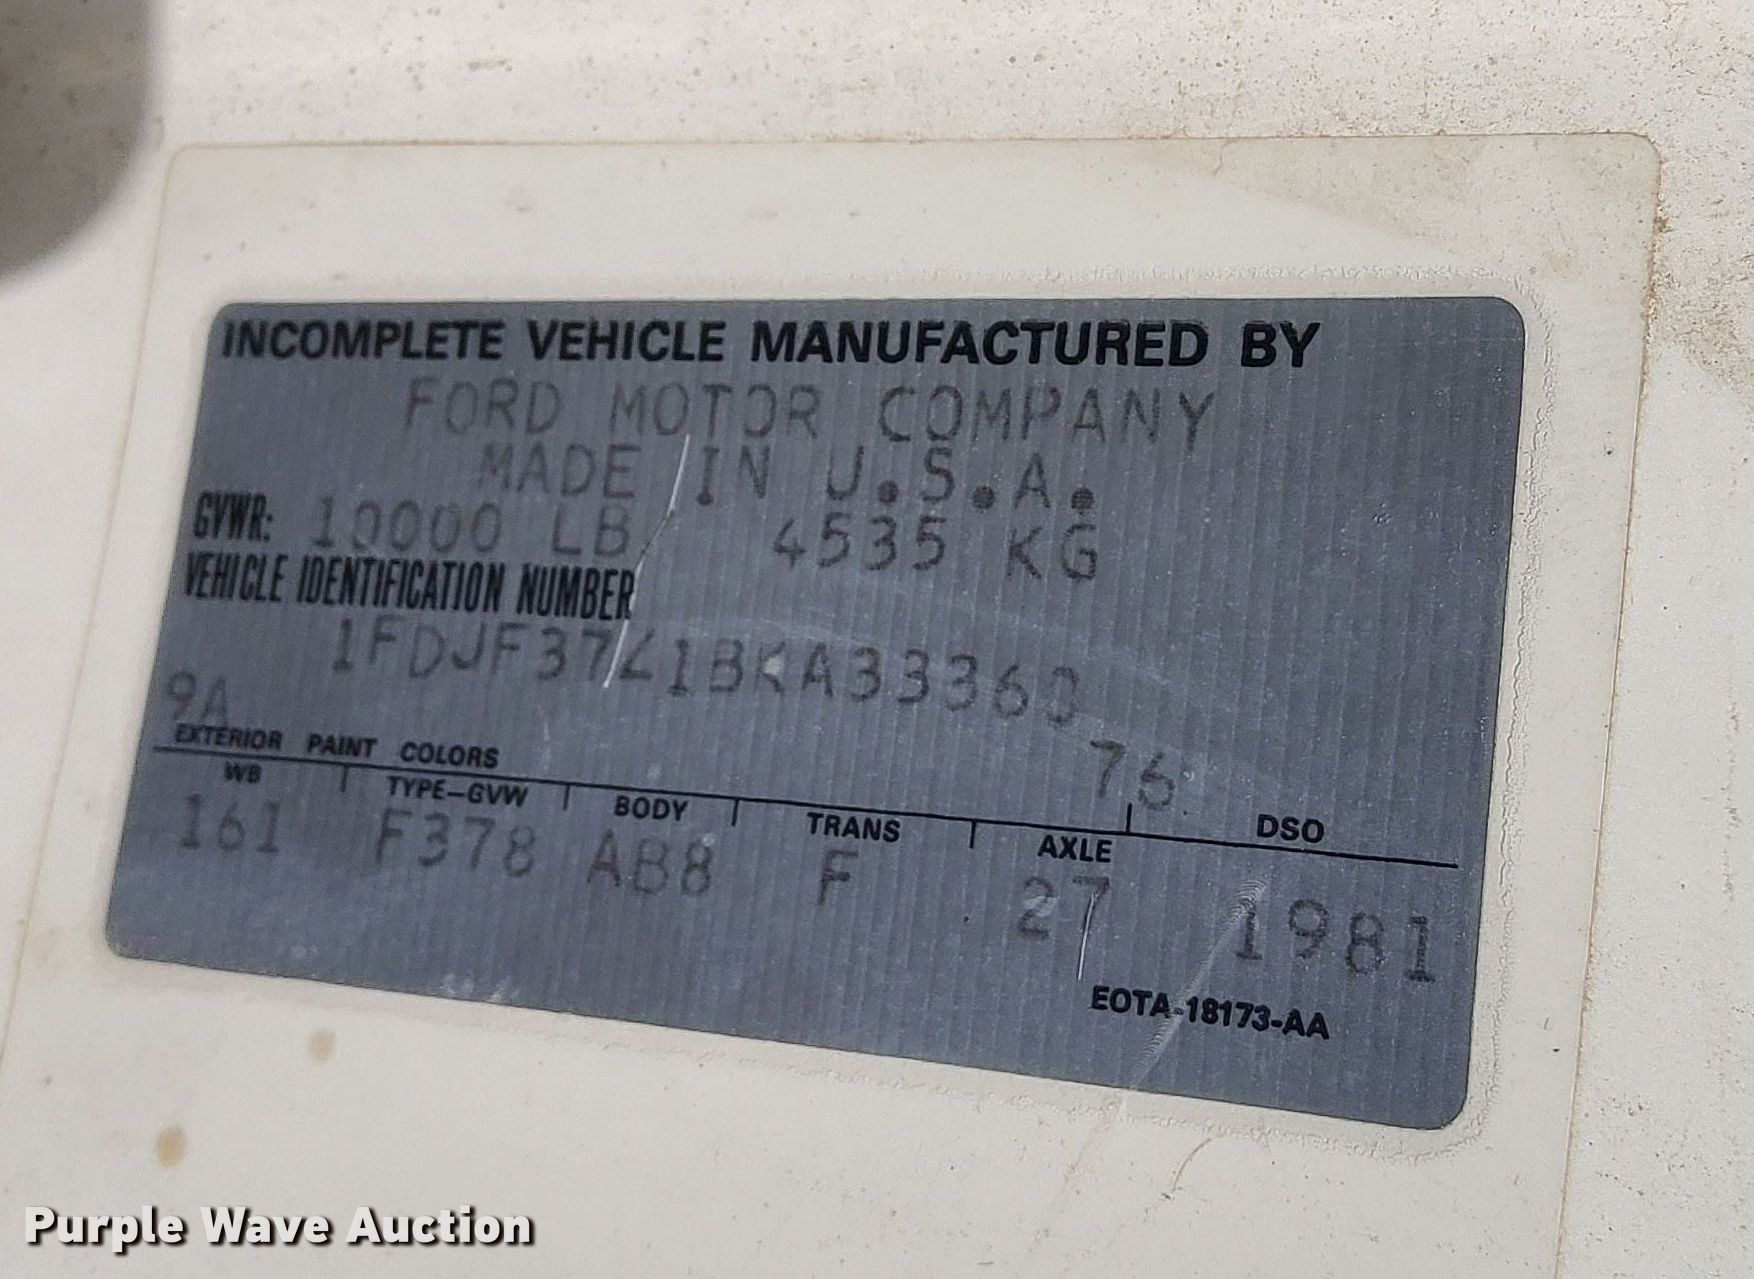 INCOMPLETE VEHICLE MANUFACTURED BY
FORD MOTOR COMPANY
MADE IN U.S.A.
GVWR: 10000 LB 4535 KG
VEHICLE IDENTIFICATION NUMBER
1FDJF37Z1BKA33360
9A
EXTERIOR PAINT COLORS 76 DSO
WB TYPE-GVW BODY TRANS AXLE
161 F378 AB8 F 27 1981
EOTA-18173-AA
Purple Wave Auction